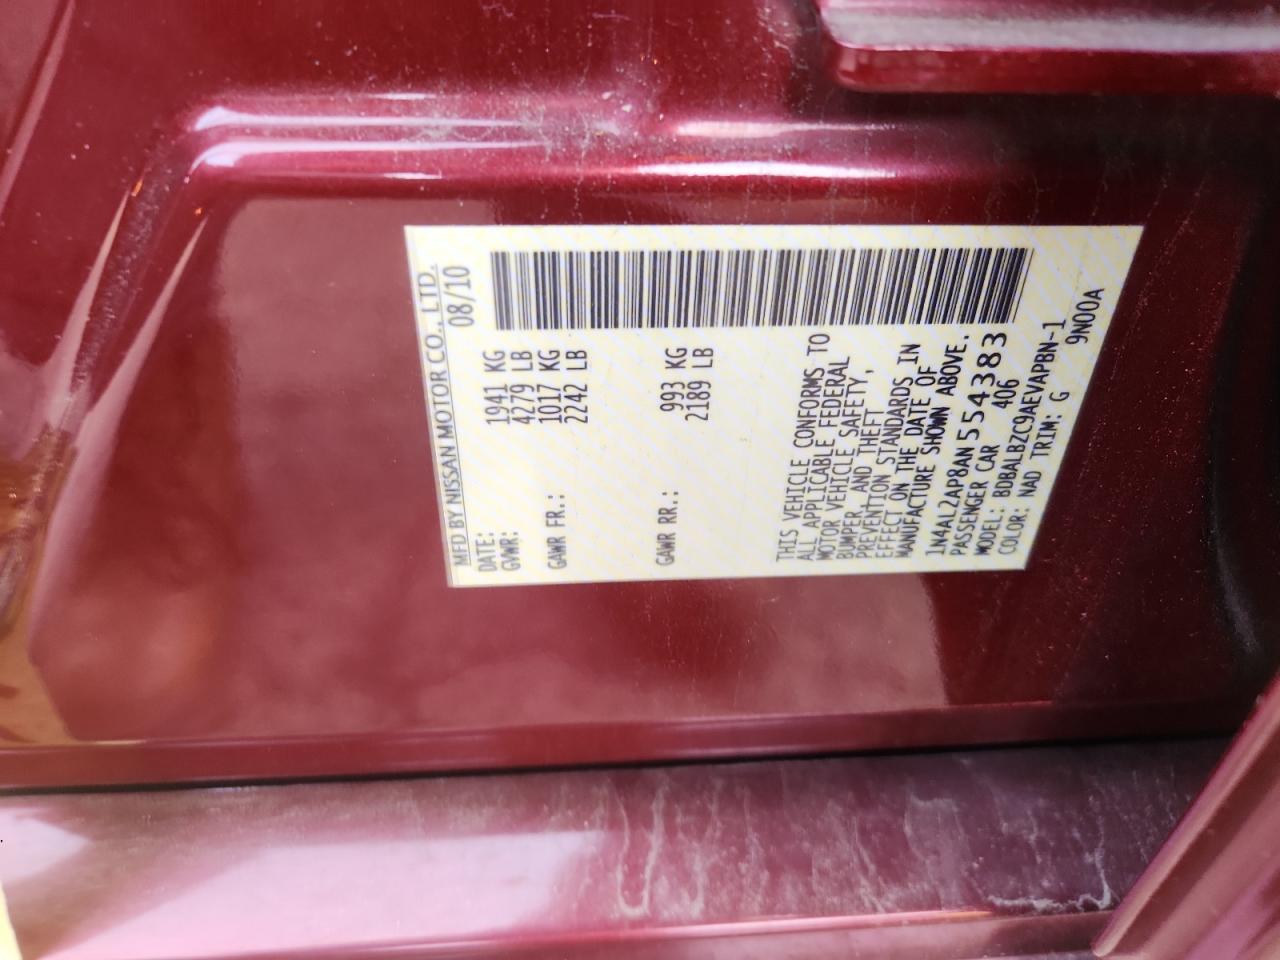 MFD BY NISSAN MOTOR CO., LTD.
DATE: 08/10
GVWR: 1941 KG
4279 LB
GAWR FR.: 1017 KG
2242 LB
GAWR RR.: 993 KG
2189 LB
THIS VEHICLE CONFORMS TO
ALL APPLICABLE FEDERAL
MOTOR VEHICLE SAFETY,
BUMPER, AND THEFT
PREVENTION STANDARDS IN
EFFECT ON THE DATE OF
MANUFACTURE SHOWN ABOVE.
1N4AL2AP8AN554383
PASSENGER CAR 406
MODEL: BDBALBZC9AEVAPBN-1
COLOR: NAD TRIM: G 9N00A